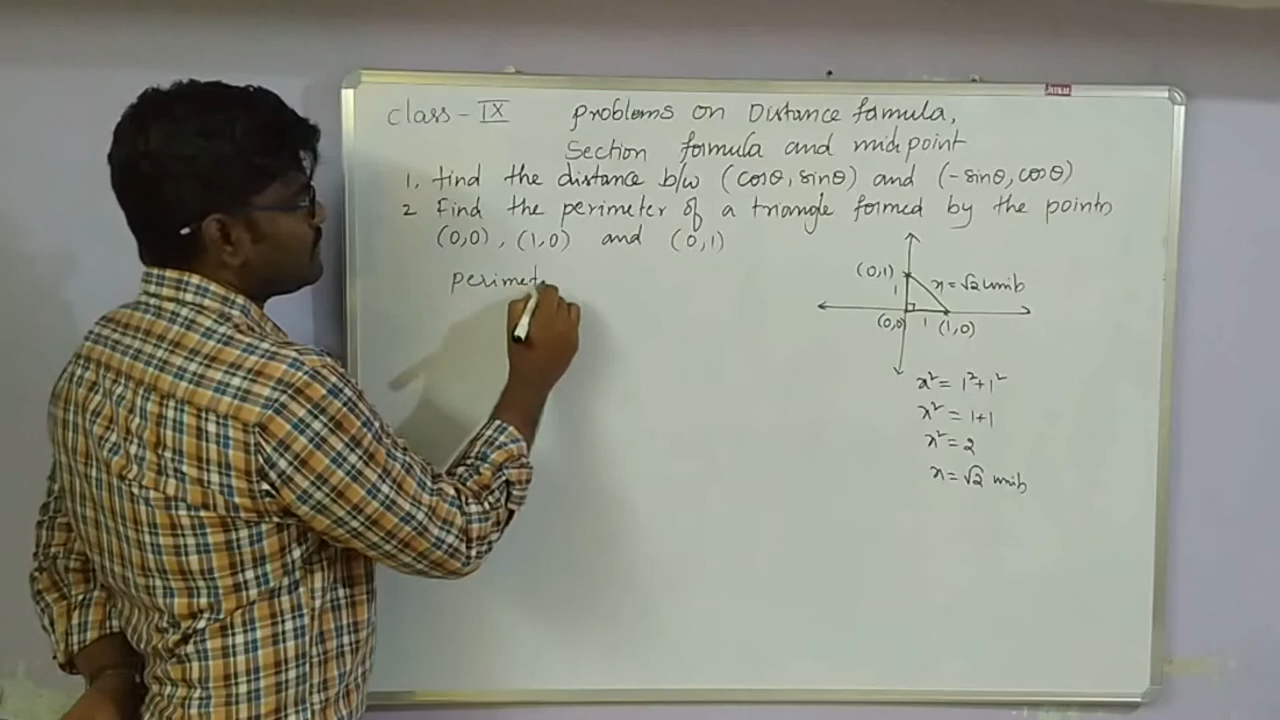 Class - IX problems on Distance formula,
Section formula and midpoint
1. Find the distance b/w (cosθ, sinθ) and (-sinθ, cosθ)
2 Find the perimeter of a triangle formed by the points
(0,0), (1,0) and (0,1)
perimete
(0,1)
1
x = √2 units
(0,0)
1
(1,0)
x² = 1² + 1²
x² = 1+1
x² = 2
x = √2 units